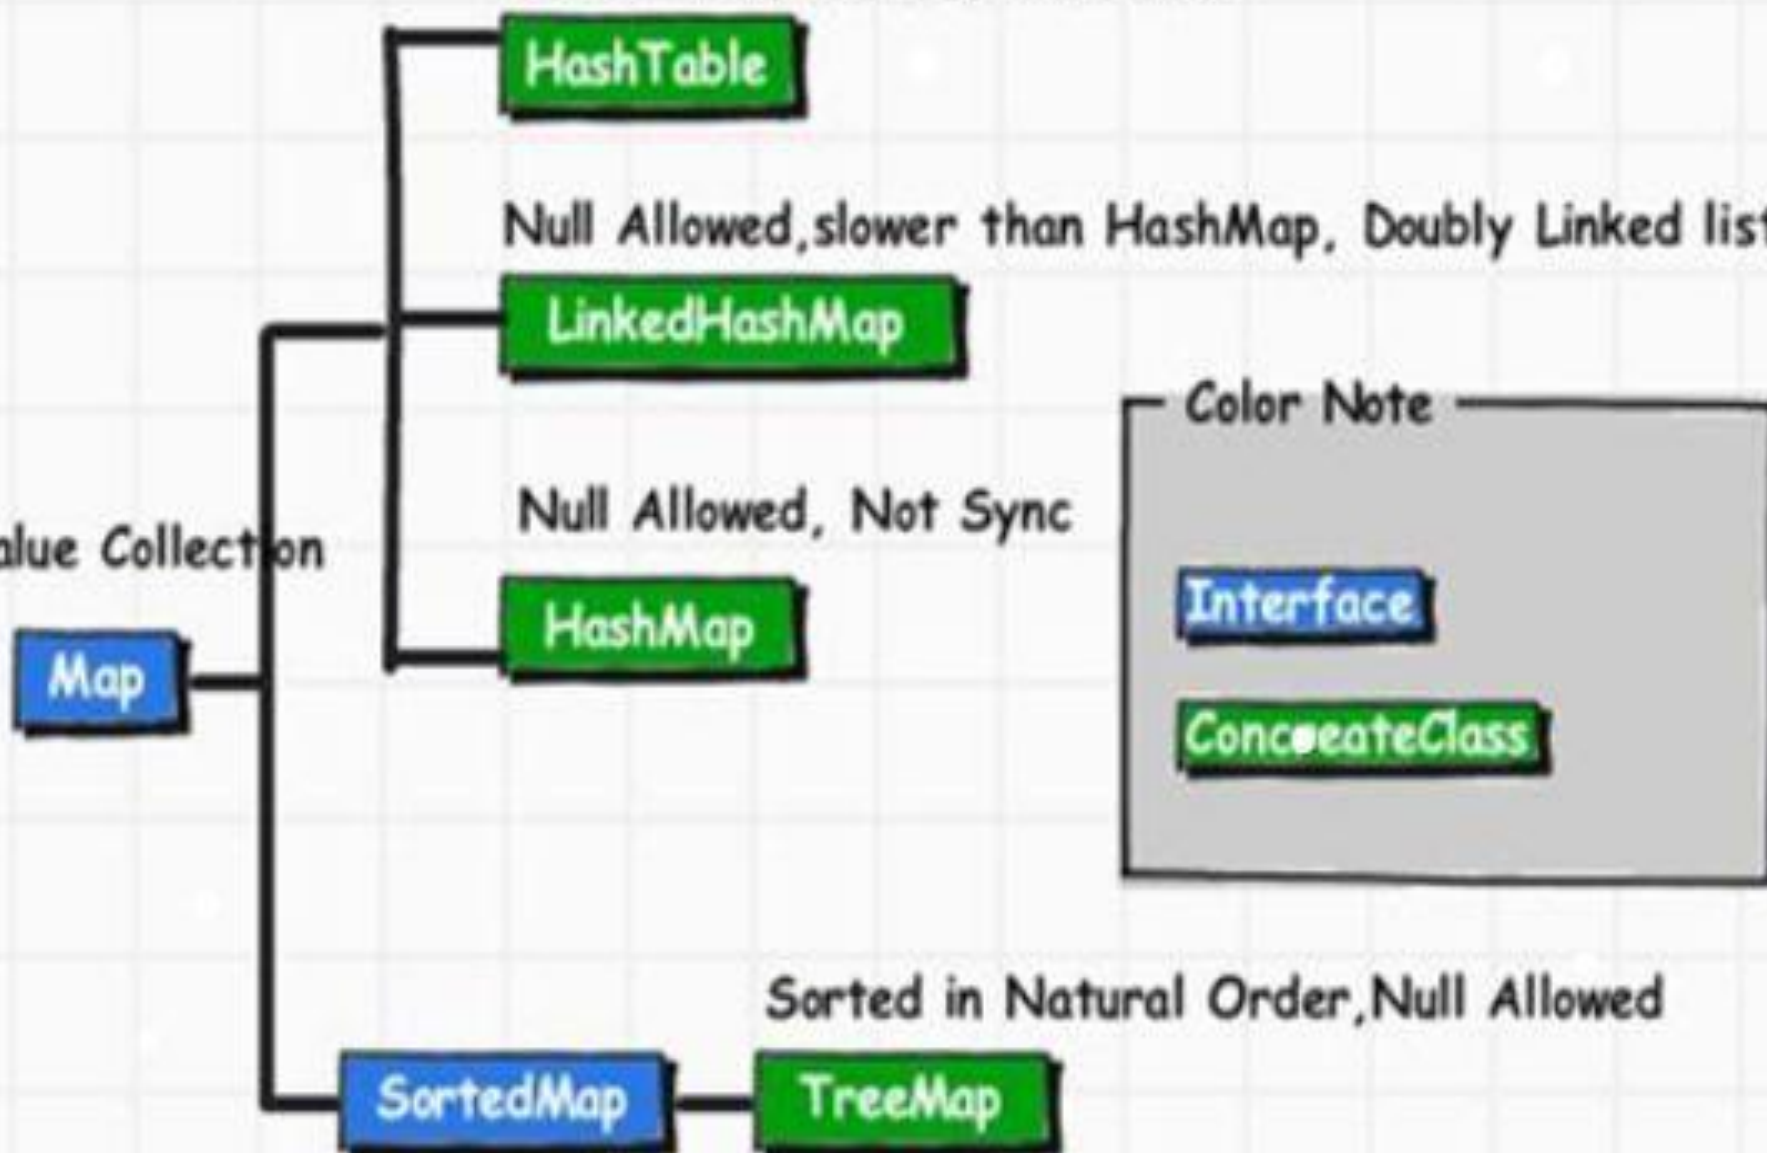 HashTable
Null Allowed,slower than HashMap, Doubly Linked list
LinkedHashMap
Color Note
Null Allowed, Not Sync
Collection
HashMap
Interface
Map
ConcreateClass
Sorted in Natural Order,Null Allowed
SortedMap
TreeMap